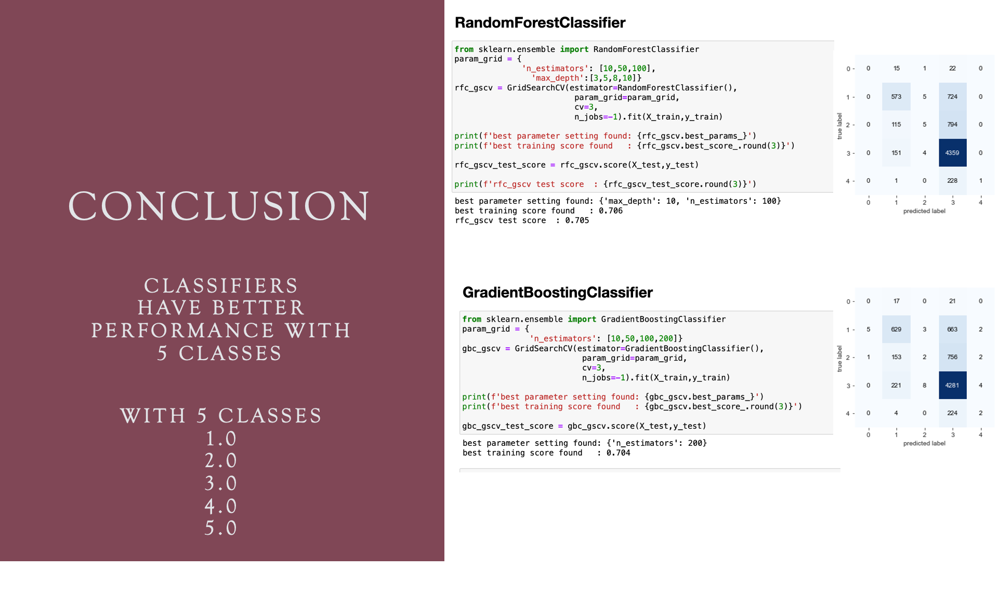 CONCLUSION
CLASSIFIERS
HAVE BETTER
PERFORMANCE WITH
5 CLASSES
WITH 5 CLASSES
1.0
2.0
3.0
4.0
5.0
RandomForestClassifier
from sklearn.ensemble import RandomForestClassifier
param_grid = {
'n_estimators': [10,50,100],
'max_depth':[3,5,8,10]}
rfc_gscv = GridSearchCV(estimator=RandomForestClassifier(),
param_grid=param_grid,
cv=3,
n_jobs=-1).fit(X_train,y_train)
print(f'best parameter setting found: {rfc_gscv.best_params_}')
print(f'best training score found   : {rfc_gscv.best_score_.round(3)}')
rfc_gscv_test_score = rfc_gscv.score(X_test,y_test)
print(f'rfc_gscv test score  : {rfc_gscv_test_score.round(3)}')
best parameter setting found: {'max_depth': 10, 'n_estimators': 100}
best training score found   : 0.706
rfc_gscv test score  : 0.705
true label
0 0 15 1 22 0
1 0 573 5 724 0
2 0 115 5 794 0
3 0 151 4 4359 0
4 0 1 0 228 1
0 1 2 3 4
predicted label
GradientBoostingClassifier
from sklearn.ensemble import GradientBoostingClassifier
param_grid = {
'n_estimators': [10,50,100,200]}
gbc_gscv = GridSearchCV(estimator=GradientBoostingClassifier(),
param_grid=param_grid,
cv=3,
n_jobs=-1).fit(X_train,y_train)
print(f'best parameter setting found: {gbc_gscv.best_params_}')
print(f'best training score found   : {gbc_gscv.best_score_.round(3)}')
gbc_gscv_test_score = gbc_gscv.score(X_test,y_test)
best parameter setting found: {'n_estimators': 200}
best training score found   : 0.704
true label
0 0 17 0 21 0
1 5 629 3 663 2
2 1 153 2 756 2
3 0 221 8 4281 4
4 0 4 0 224 2
0 1 2 3 4
predicted label